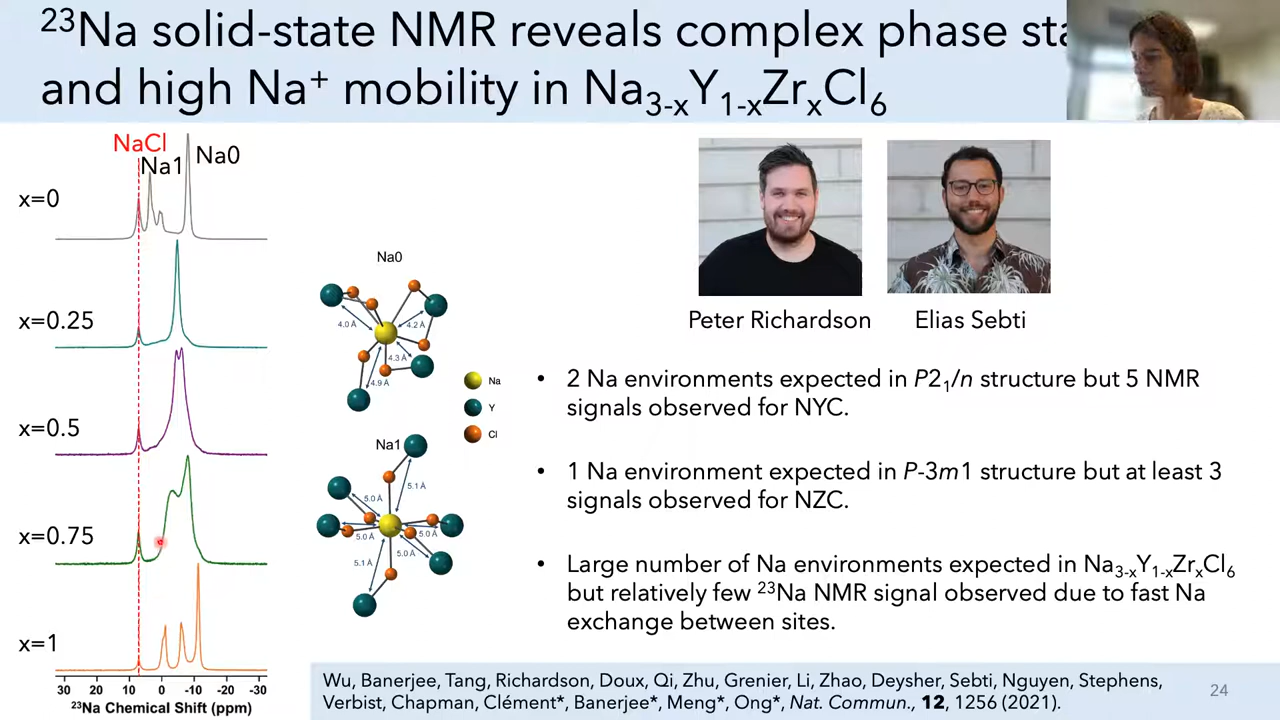 ²³Na solid-state NMR reveals complex phase
and high Na⁺ mobility in Na₃₋ₓY₁₋ₓZrₓCl₆
NaCl
Na1
Na0
x=0
x=0.25
x=0.5
x=0.75
x=1
30 20 10 0 -10 -20 -30
²³Na Chemical Shift (ppm)
Na0
4.0 Å
4.2 Å
4.3 Å
4.9 Å
Na
Y
Cl
Na1
5.1 Å
5.0 Å
5.0 Å
5.0 Å
5.0 Å
5.1 Å
Peter Richardson
Elias Sebti
• 2 Na environments expected in P2₁/n structure but 5 NMR
signals observed for NYC.
• 1 Na environment expected in P-3m1 structure but at least 3
signals observed for NZC.
• Large number of Na environments expected in Na₃₋ₓY₁₋ₓZrₓCl₆
but relatively few ²³Na NMR signal observed due to fast Na
exchange between sites.
Wu, Banerjee, Tang, Richardson, Doux, Qi, Zhu, Grenier, Li, Zhao, Deysher, Sebti, Nguyen, Stephens,
Verbist, Chapman, Clément*, Banerjee*, Meng*, Ong*, Nat. Commun., 12, 1256 (2021).
24